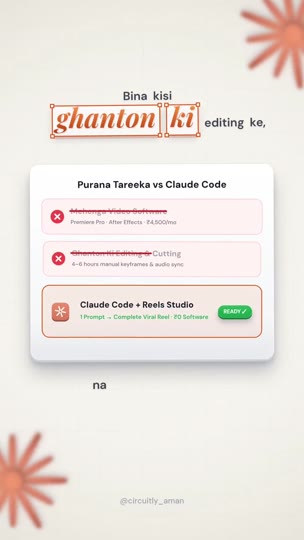 Bina kisi
ghanton ki editing ke,
Purana Tareeka vs Claude Code
Mehenga Video Software
Premiere Pro · After Effects · ₹4,500/mo
Ghanton Ki Editing & Cutting
4–6 hours manual keyframes & audio sync
Claude Code + Reels Studio
1 Prompt → Complete Viral Reel · ₹0 Software
READY ✓
na
@circuitly_aman